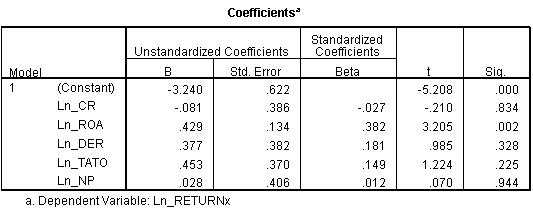 Coefficientsa
Unstandardized Coefficients Standardized Coefficients
Model B Std. Error Beta t Sig.
1 (Constant) -3.240 .622 -5.208 .000
Ln_CR -.081 .386 -.027 -.210 .834
Ln_ROA .429 .134 .382 3.205 .002
Ln_DER .377 .382 .181 .985 .328
Ln_TATO .453 .370 .149 1.224 .225
Ln_NP .028 .406 .012 .070 .944
a. Dependent Variable: Ln_RETURNx